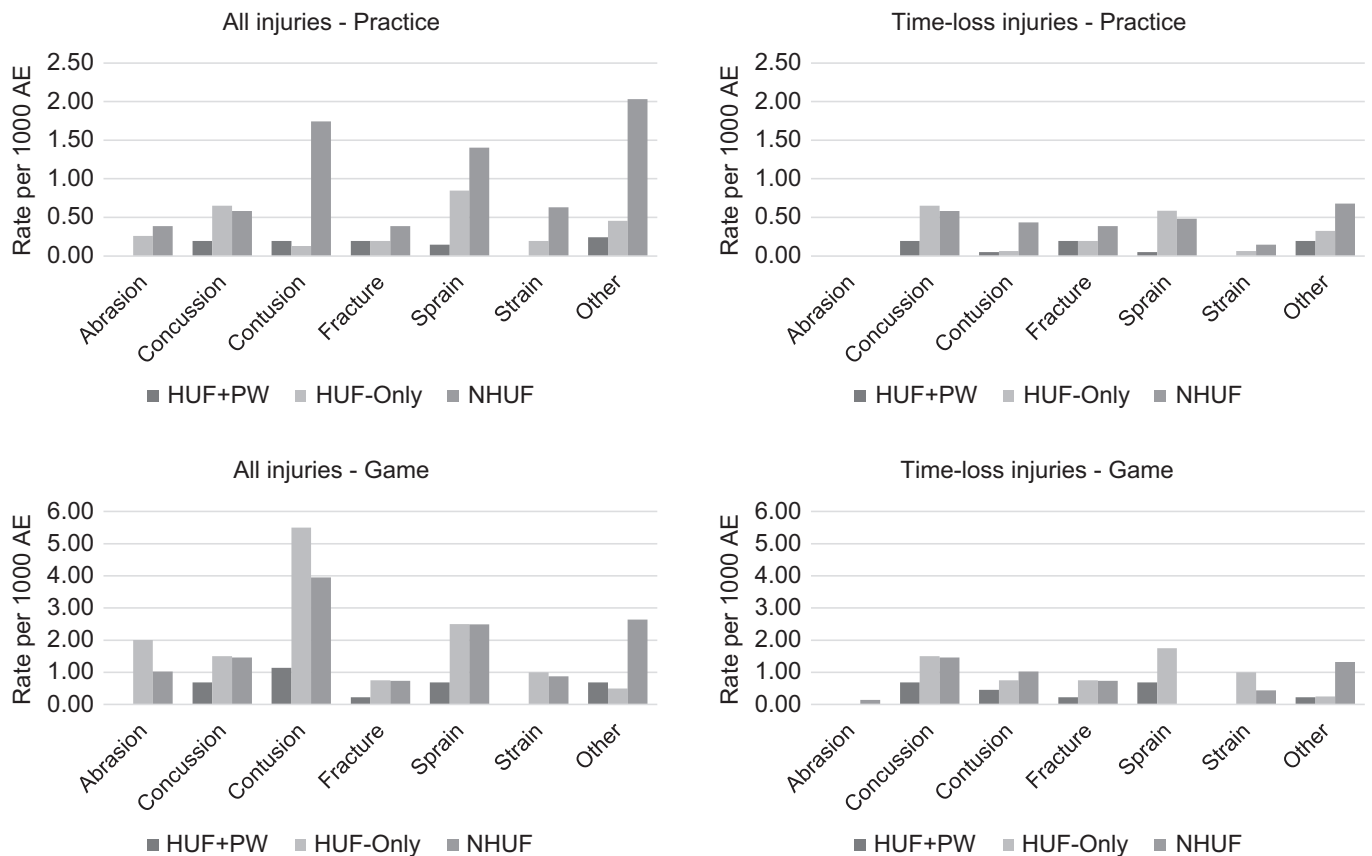 All injuries - Practice
Rate per 1000 AE
2.50
2.00
1.50
1.00
0.50
0.00
Abrasion
Concussion
Contusion
Fracture
Sprain
Strain
Other
HUF+PW HUF-Only NHUF
Time-loss injuries - Practice
Rate per 1000 AE
2.50
2.00
1.50
1.00
0.50
0.00
Abrasion
Concussion
Contusion
Fracture
Sprain
Strain
Other
HUF+PW HUF-Only NHUF
All injuries - Game
Rate per 1000 AE
6.00
5.00
4.00
3.00
2.00
1.00
0.00
Abrasion
Concussion
Contusion
Fracture
Sprain
Strain
Other
HUF+PW HUF-Only NHUF
Time-loss injuries - Game
Rate per 1000 AE
6.00
5.00
4.00
3.00
2.00
1.00
0.00
Abrasion
Concussion
Contusion
Fracture
Sprain
Strain
Other
HUF+PW HUF-Only NHUF